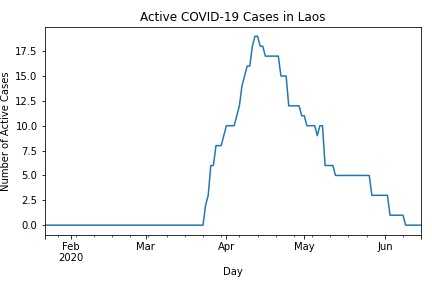 Active COVID-19 Cases in Laos
Number of Active Cases
17.5
15.0
12.5
10.0
7.5
5.0
2.5
0.0
Feb Mar Apr May Jun
2020
Day